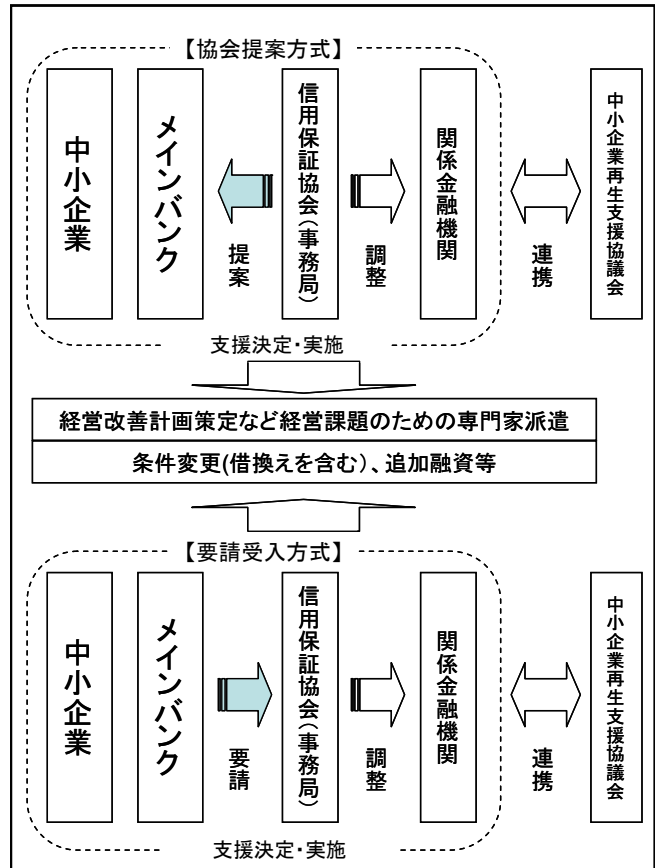 【協会提案方式】
中小企業
メインバンク
提案
信用保証協会（事務局）
調整
関係金融機関
連携
中小企業再生支援協議会
支援決定・実施
経営改善計画策定など経営課題のための専門家派遣
条件変更(借換えを含む)、追加融資等
【要請受入方式】
中小企業
メインバンク
要請
信用保証協会（事務局）
調整
関係金融機関
連携
中小企業再生支援協議会
支援決定・実施